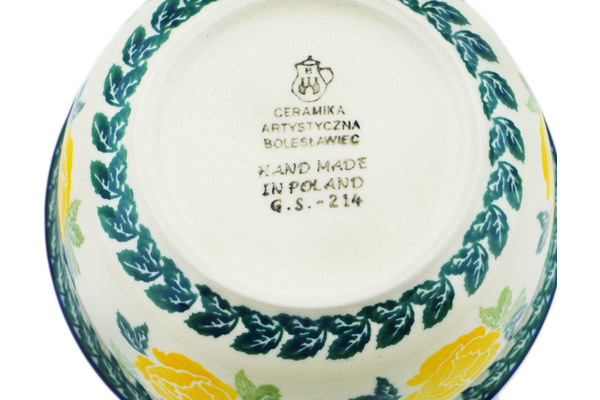 CERAMIKA
ARTYSTYCZNA
BOLESŁAWIEC
HAND MADE
IN POLAND
G.S.-214